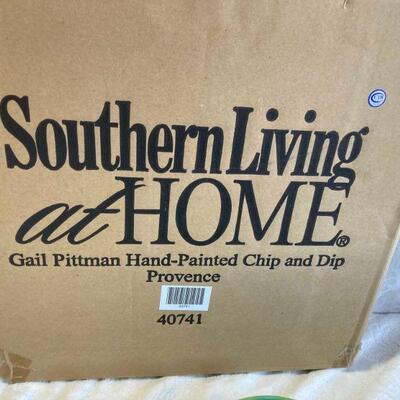 Southern Living
at HOME®
Gail Pittman Hand-Painted Chip and Dip
Provence
40741